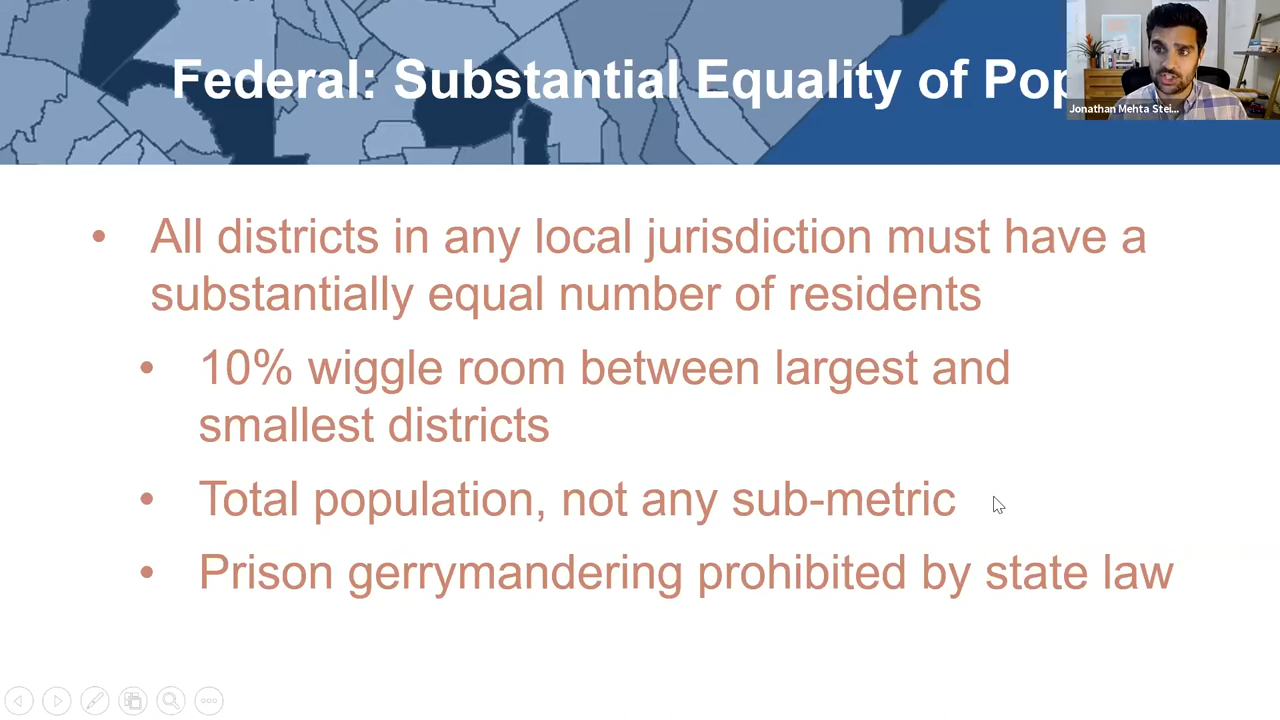 Federal: Substantial Equality of Pop
Jonathan Mehta Stei...
• All districts in any local jurisdiction must have a
substantially equal number of residents
• 10% wiggle room between largest and
smallest districts
• Total population, not any sub-metric
• Prison gerrymandering prohibited by state law